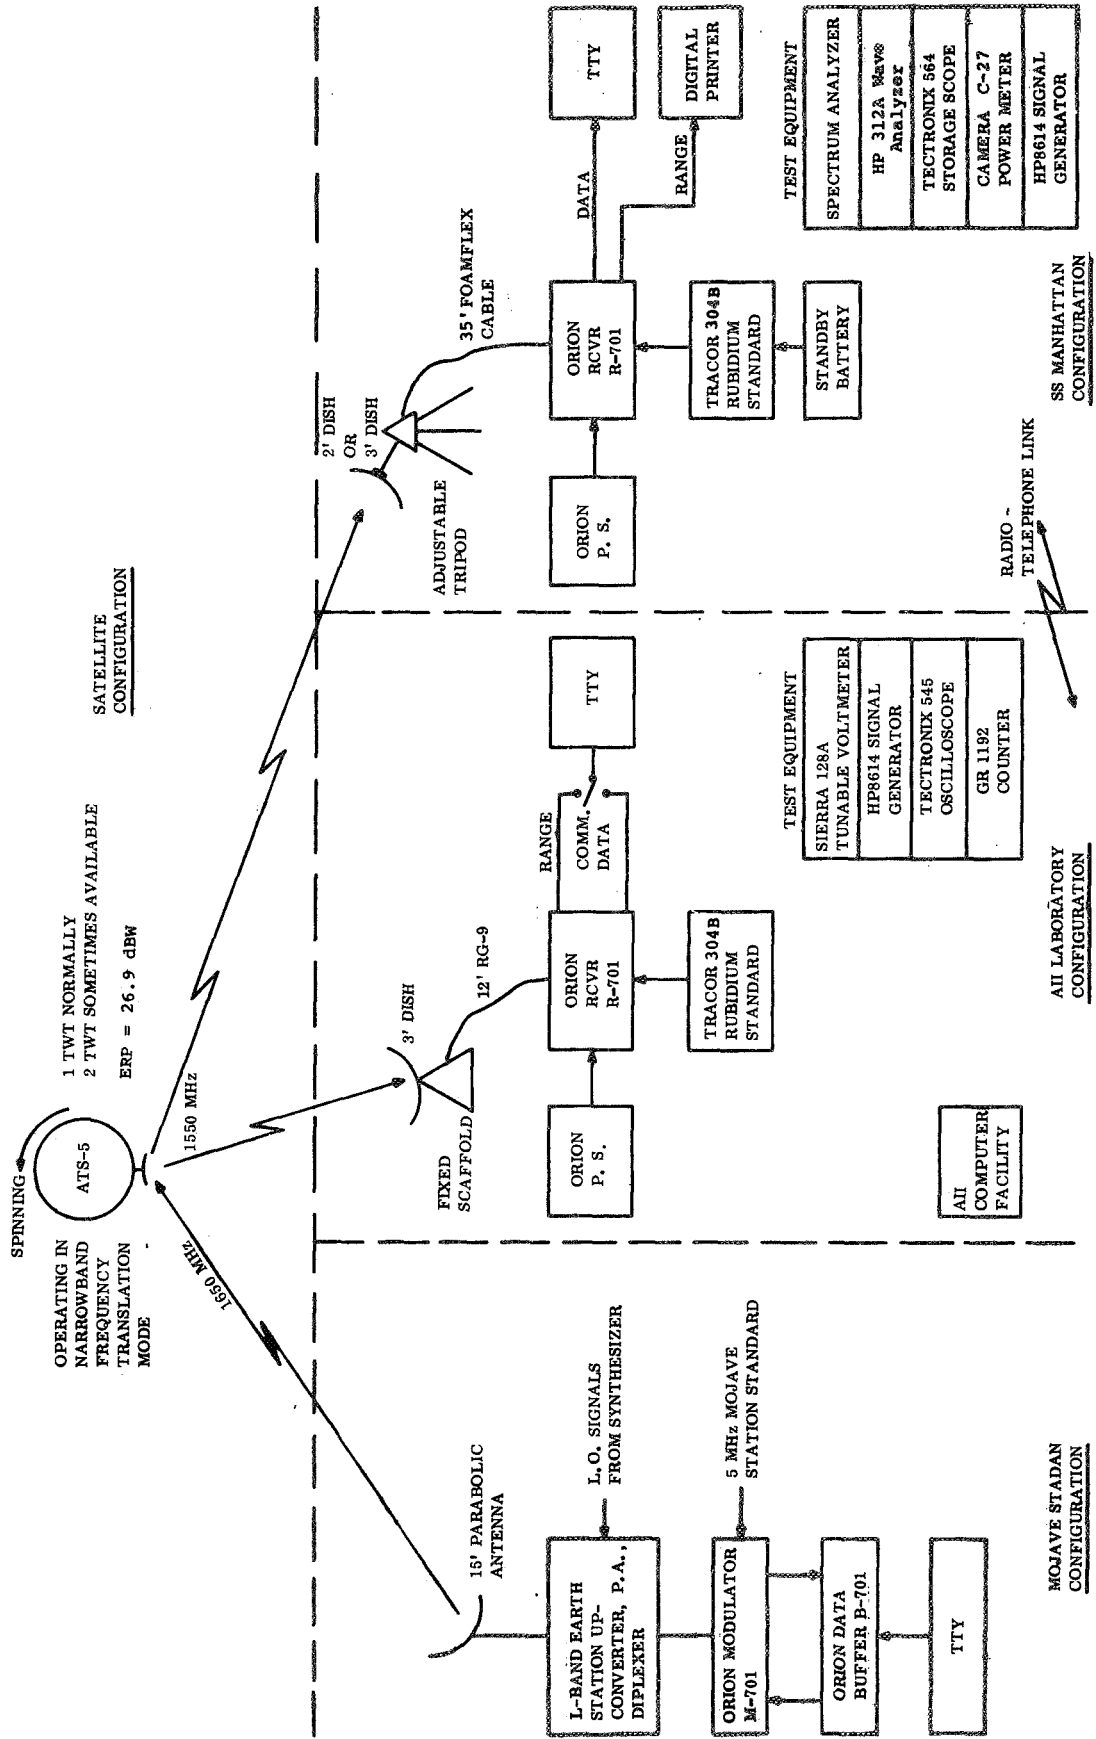 SPINNING
ATS-5
OPERATING IN
NARROWBAND
FREQUENCY
TRANSLATION
MODE
1 TWT NORMALLY
2 TWT SOMETIMES AVAILABLE
ERP = 26.9 dBW
SATELLITE
CONFIGURATION
1650 MHz
1550 MHz
15' PARABOLIC
ANTENNA
L-BAND EARTH
STATION UP-
CONVERTER, P.A.,
DIPLEXER
L.O. SIGNALS
FROM SYNTHESIZER
ORION MODULATOR
M-701
5 MHz MOJAVE
STATION STANDARD
ORION DATA
BUFFER B-701
TTY
MOJAVE STADAN
CONFIGURATION
3' DISH
FIXED
SCAFFOLD
12' RG-9
ORION
P. S.
ORION
RCVR
R-701
RANGE
COMM.
DATA
TTY
TRACOR 304B
RUBIDIUM
STANDARD
TEST EQUIPMENT
SIERRA 128A
TUNABLE VOLTMETER
HP8614 SIGNAL
GENERATOR
TECTRONIX 545
OSCILLOSCOPE
GR 1192
COUNTER
AII
COMPUTER
FACILITY
AII LABORATORY
CONFIGURATION
2' DISH
OR
3' DISH
ADJUSTABLE
TRIPOD
35' FOAMFLEX
CABLE
ORION
P. S.
ORION
RCVR
R-701
DATA
TTY
RANGE
DIGITAL
PRINTER
TRACOR 304B
RUBIDIUM
STANDARD
STANDBY
BATTERY
TEST EQUIPMENT
SPECTRUM ANALYZER
HP 312A Wave
Analyzer
TECTRONIX 564
STORAGE SCOPE
CAMERA C-27
POWER METER
HP8614 SIGNAL
GENERATOR
RADIO -
TELEPHONE LINK
SS MANHATTAN
CONFIGURATION